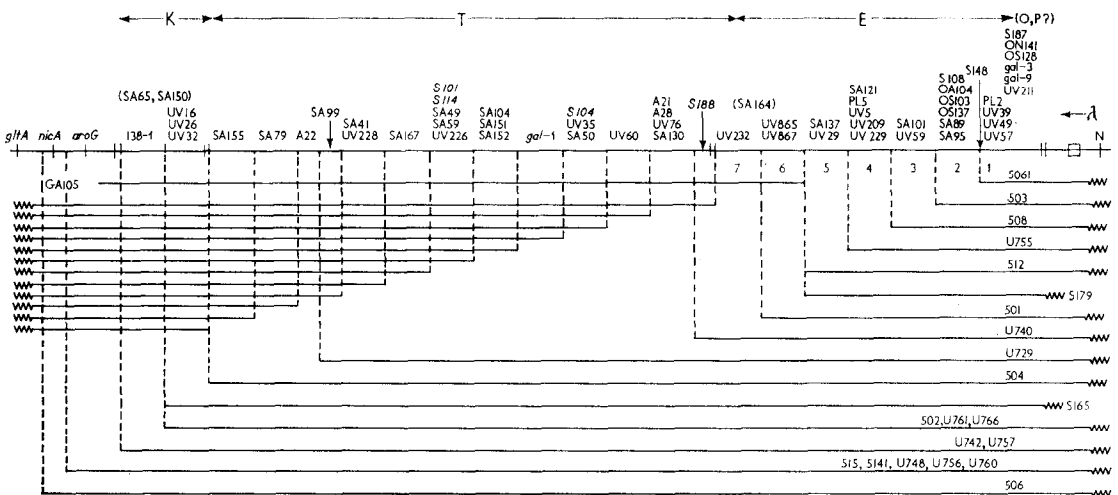 K T E (O,P?)
S187
ON141
OS128
gal-3
gal-9
UV211
S148
(SA65, SA150)
UV16
UV26
UV32
SA99
S101
S114
SA49
SA59
UV226
SA104
SA151
SA152
S104
UV35
SA50
A21
A28
UV76
SA130
S188
(SA164)
UV865
UV867
SA121
PL5
UV5
UV209
UV229
S108
OA104
OS103
OS137
SA89
SA95
PL2
UV39
UV49
UV57
gltA nicA aroG 138-1 SA155 SA79 A22
SA41
UV228
SA167 gal-1 UV60 UV232
SA137
UV29
SA101
UV59
λ
N
7 6 5 4 3 2 1
GA105
5061
503
508
U755
512
S179
501
U740
U729
504
S165
502,U761,U766
U742, U757
515, 5141, U748, U756, U760
506